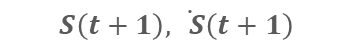 S(t + 1), Ṡ(t + 1)